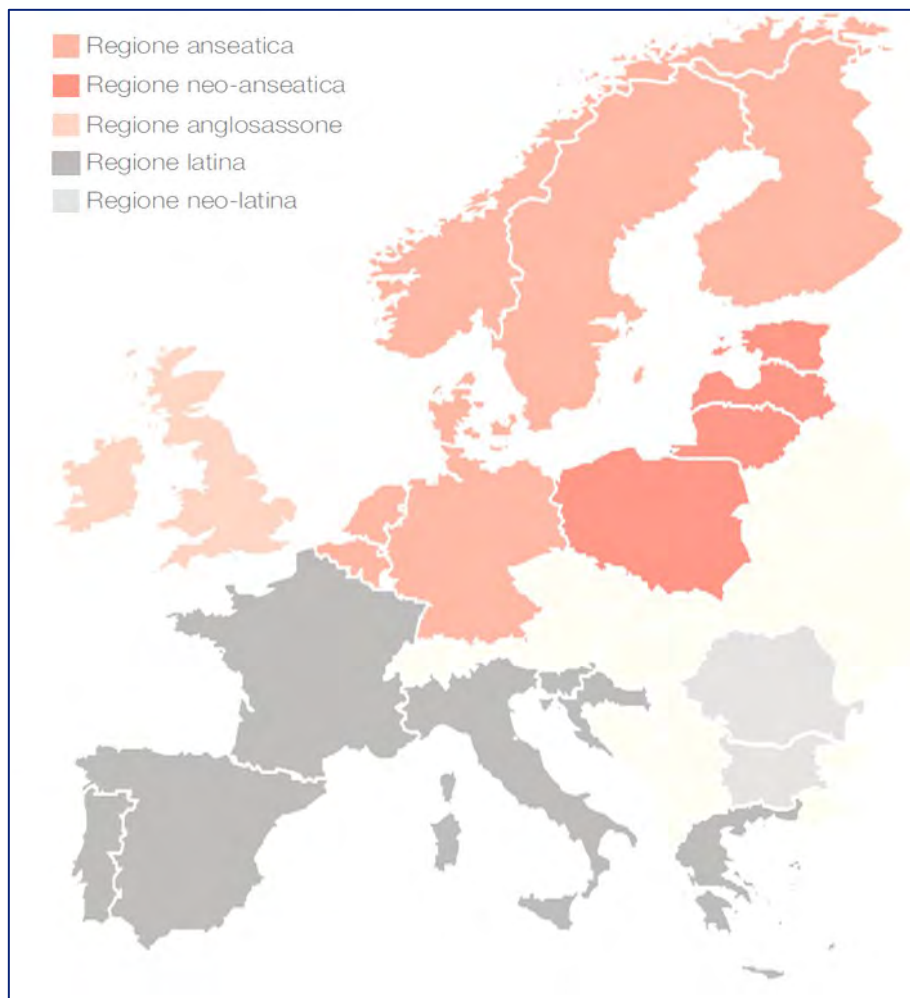 Regione anseatica
Regione neo-anseatica
Regione anglosassone
Regione latina
Regione neo-latina